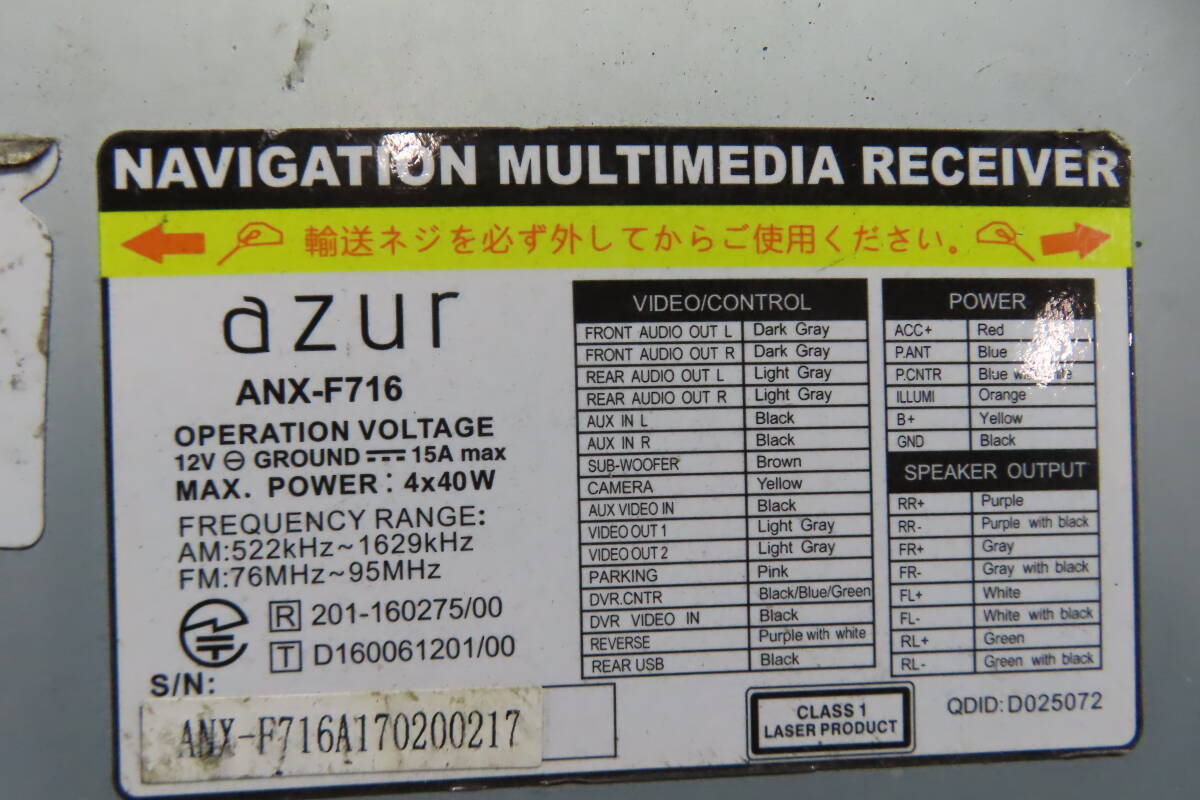 NAVIGATION MULTIMEDIA RECEIVER
輸送ネジを必ず外してからご使用ください。
azur
ANX-F716
OPERATION VOLTAGE
12V ⊖ GROUND ⎓ 15A max
MAX. POWER : 4x40W
FREQUENCY RANGE:
AM:522kHz~1629kHz
FM:76MHz~95MHz
R 201-160275/00
T D160061201/00
S/N:
ANX-F716A170200217
VIDEO/CONTROL
FRONT AUDIO OUT L Dark Gray
FRONT AUDIO OUT R Dark Gray
REAR AUDIO OUT L Light Gray
REAR AUDIO OUT R Light Gray
AUX IN L Black
AUX IN R Black
SUB-WOOFER Brown
CAMERA Yellow
AUX VIDEO IN Black
VIDEO OUT 1 Light Gray
VIDEO OUT 2 Light Gray
PARKING Pink
DVR.CNTR Black/Blue/Green
DVR VIDEO IN Black
REVERSE Purple with white
REAR USB Black
POWER
ACC+ Red
P.ANT Blue
P.CNTR Blue with white
ILLUMI Orange
B+ Yellow
GND Black
SPEAKER OUTPUT
RR+ Purple
RR- Purple with black
FR+ Gray
FR- Gray with black
FL+ White
FL- White with black
RL+ Green
RL- Green with black
CLASS 1
LASER PRODUCT
QDID: D025072